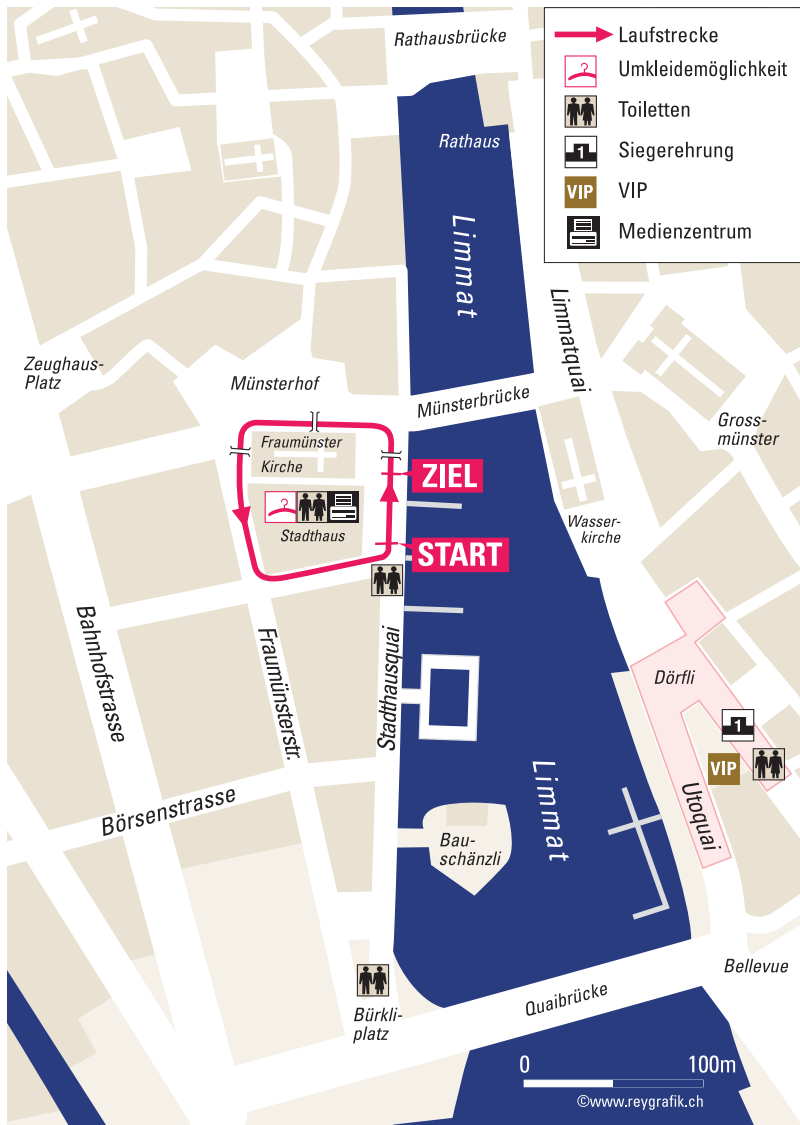 Rathausbrücke
Laufstrecke
Umkleidemöglichkeit
Toiletten
1
Siegerehrung
VIP
VIP
Medienzentrum
Rathaus
Limmat
Limmatquai
Zeughaus-
Platz
Münsterhof
Münsterbrücke
Gross-
münster
Fraumünster
Kirche
ZIEL
Stadthaus
START
Wasser-
kirche
Bahnhofstrasse
Fraumünsterstr.
Stadthausquai
Dörfli
1
VIP
Utoquai
Limmat
Börsenstrasse
Bau-
schänzli
Bellevue
Quaibrücke
Bürkli-
platz
0
100m
©www.reygrafik.ch